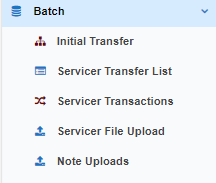 Batch
Initial Transfer
Servicer Transfer List
Servicer Transactions
Servicer File Upload
Note Uploads